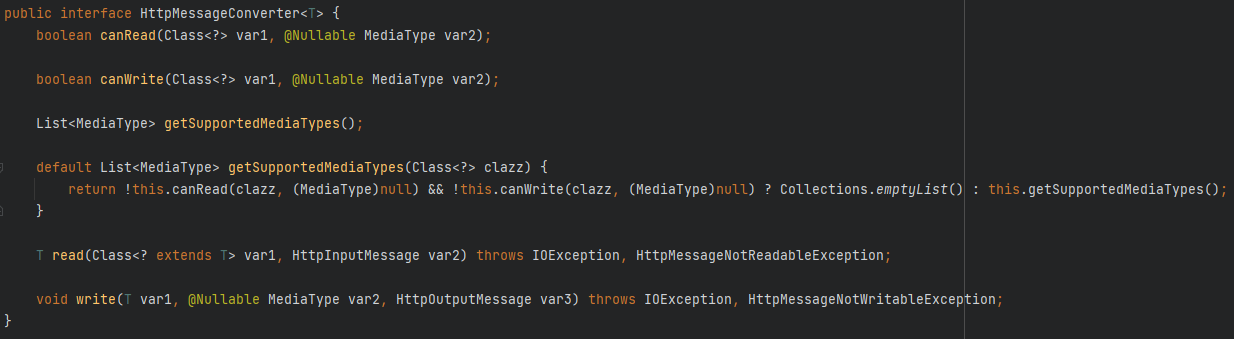 public interface HttpMessageConverter<T> {
boolean canRead(Class<?> var1, @Nullable MediaType var2);
boolean canWrite(Class<?> var1, @Nullable MediaType var2);
List<MediaType> getSupportedMediaTypes();
default List<MediaType> getSupportedMediaTypes(Class<?> clazz) {
return !this.canRead(clazz, (MediaType)null) && !this.canWrite(clazz, (MediaType)null) ? Collections.emptyList() : this.getSupportedMediaTypes();
}
T read(Class<? extends T> var1, HttpInputMessage var2) throws IOException, HttpMessageNotReadableException;
void write(T var1, @Nullable MediaType var2, HttpOutputMessage var3) throws IOException, HttpMessageNotWritableException;
}